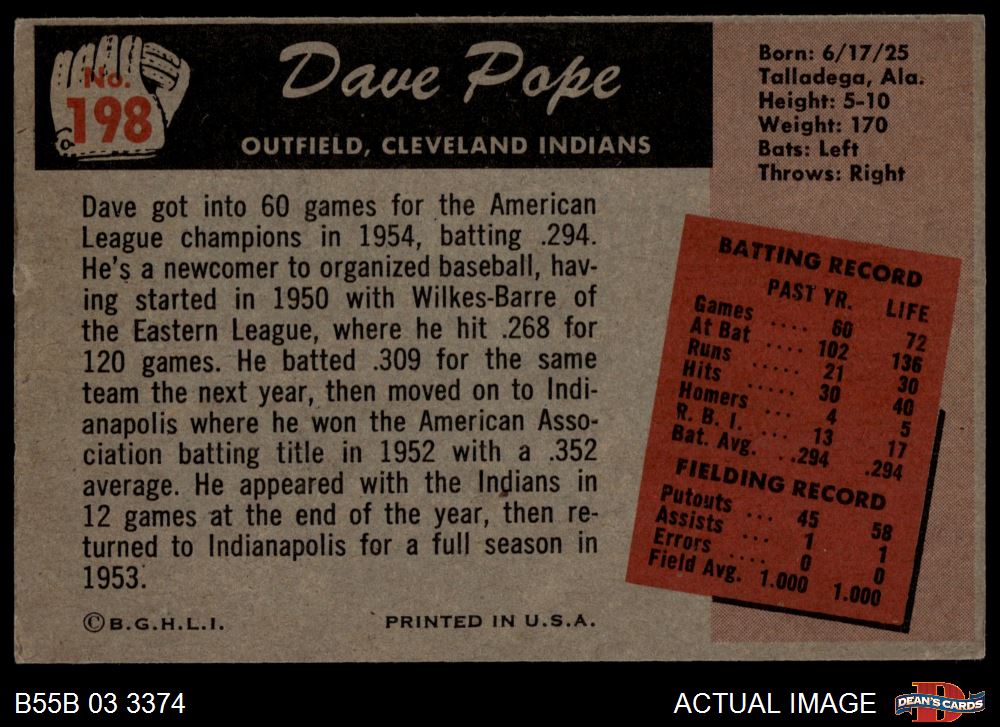 No.
198
Dave Pope
OUTFIELD, CLEVELAND INDIANS
Born: 6/17/25
Talladega, Ala.
Height: 5-10
Weight: 170
Bats: Left
Throws: Right
Dave got into 60 games for the American
League champions in 1954, batting .294.
He's a newcomer to organized baseball, hav-
ing started in 1950 with Wilkes-Barre of
the Eastern League, where he hit .268 for
120 games. He batted .309 for the same
team the next year, then moved on to Indi-
anapolis where he won the American Asso-
ciation batting title in 1952 with a .352
average. He appeared with the Indians in
12 games at the end of the year, then re-
turned to Indianapolis for a full season in
1953.
BATTING RECORD
PAST YR. LIFE
Games .... 60 72
At Bat .... 102 136
Runs 21 30
Hits ..... 30 40
Homers ... 4 5
R. B. I. ... 13 17
Bat. Avg. ..294 .294
FIELDING RECORD
Putouts ... 45 58
Assists ... 1 1
Errors .... 0 0
Field Avg. 1.000 1.000
©B.G.H.L.I. PRINTED IN U.S.A.
B55B 03 3374 ACTUAL IMAGE D DEAN'S CARDS